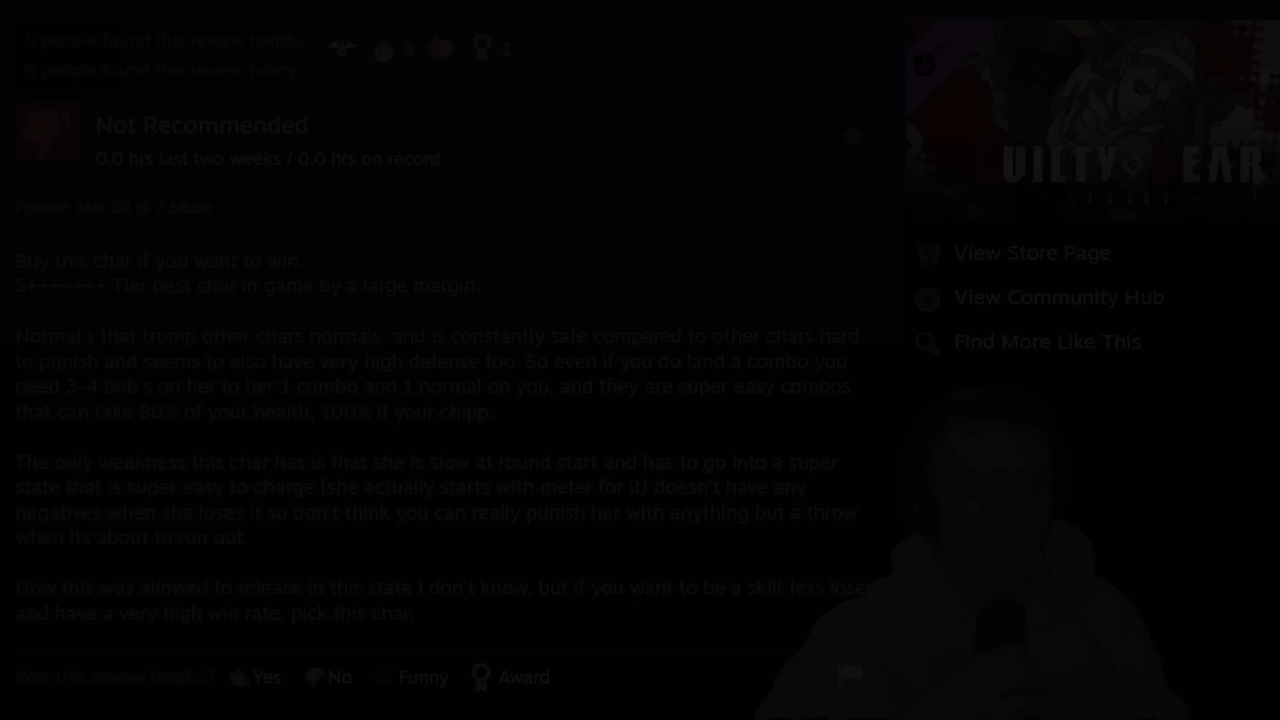 5 people found this review helpful
9 people found this review funny
3
1
Not Recommended
0.0 hrs last two weeks / 0.0 hrs on record
Posted: Mar 28 @ 3:58am
Buy this char if you want to win.
S+++++++ Tier best char in game by a large margin.
Normal's that trump other chars normals, and is constantly safe compared to other chars hard
to punish and seems to also have very high defense too. So even if you do land a combo you
need 3-4 bnb's on her to her 1 combo and 1 normal on you, and they are super easy combos
that can take 90% of your health, 100% if your chipp.
The only weakness this char has is that she is slow at round start and has to go into a super
state that is super easy to charge (she actually starts with meter for it) doesn't have any
negatives when she loses it so don't think you can really punish her with anything but a throw
when its about to run out.
How this was allowed to release in this state I don't know, but if you want to be a skill-less loser
and have a very high win rate, pick this char,
Was this review helpful?
Yes
No
Funny
Award
UILTY EAR
View Store Page
View Community Hub
Find More Like This